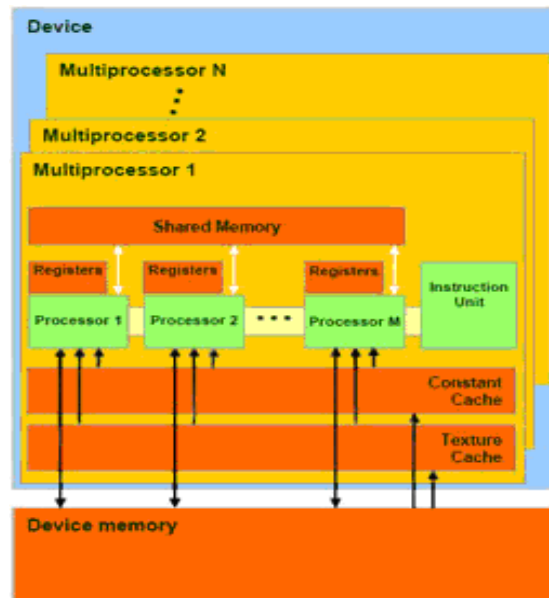 Device
Multiprocessor N
Multiprocessor 2
Multiprocessor 1
Shared Memory
Registers
Registers
Registers
Processor 1
Processor 2
Processor M
Instruction
Unit
Constant
Cache
Texture
Cache
Device memory